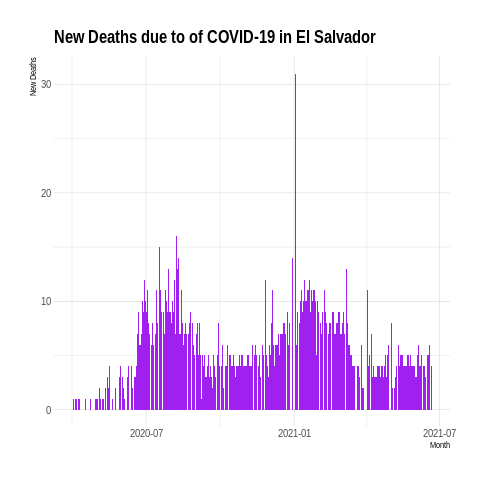 New Deaths due to of COVID-19 in El Salvador
New Deaths
30
20
10
0
2020-07
2021-01
2021-07
Month